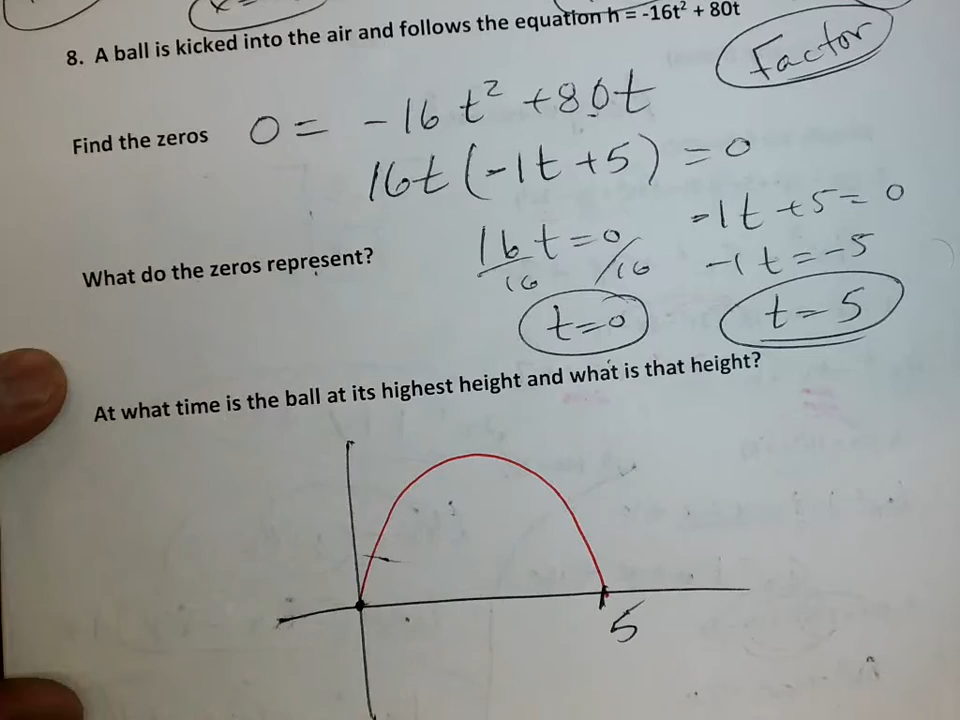 8. A ball is kicked into the air and follows the equation h = -16t² + 80t
Factor
Find the zeros 0 = -16t² + 80t
16t(-1t + 5) = 0
What do the zeros represent?
16t = 0
16 /16
t = 0
-1t + 5 = 0
-1t = -5
t = 5
At what time is the ball at its highest height and what is that height?
5